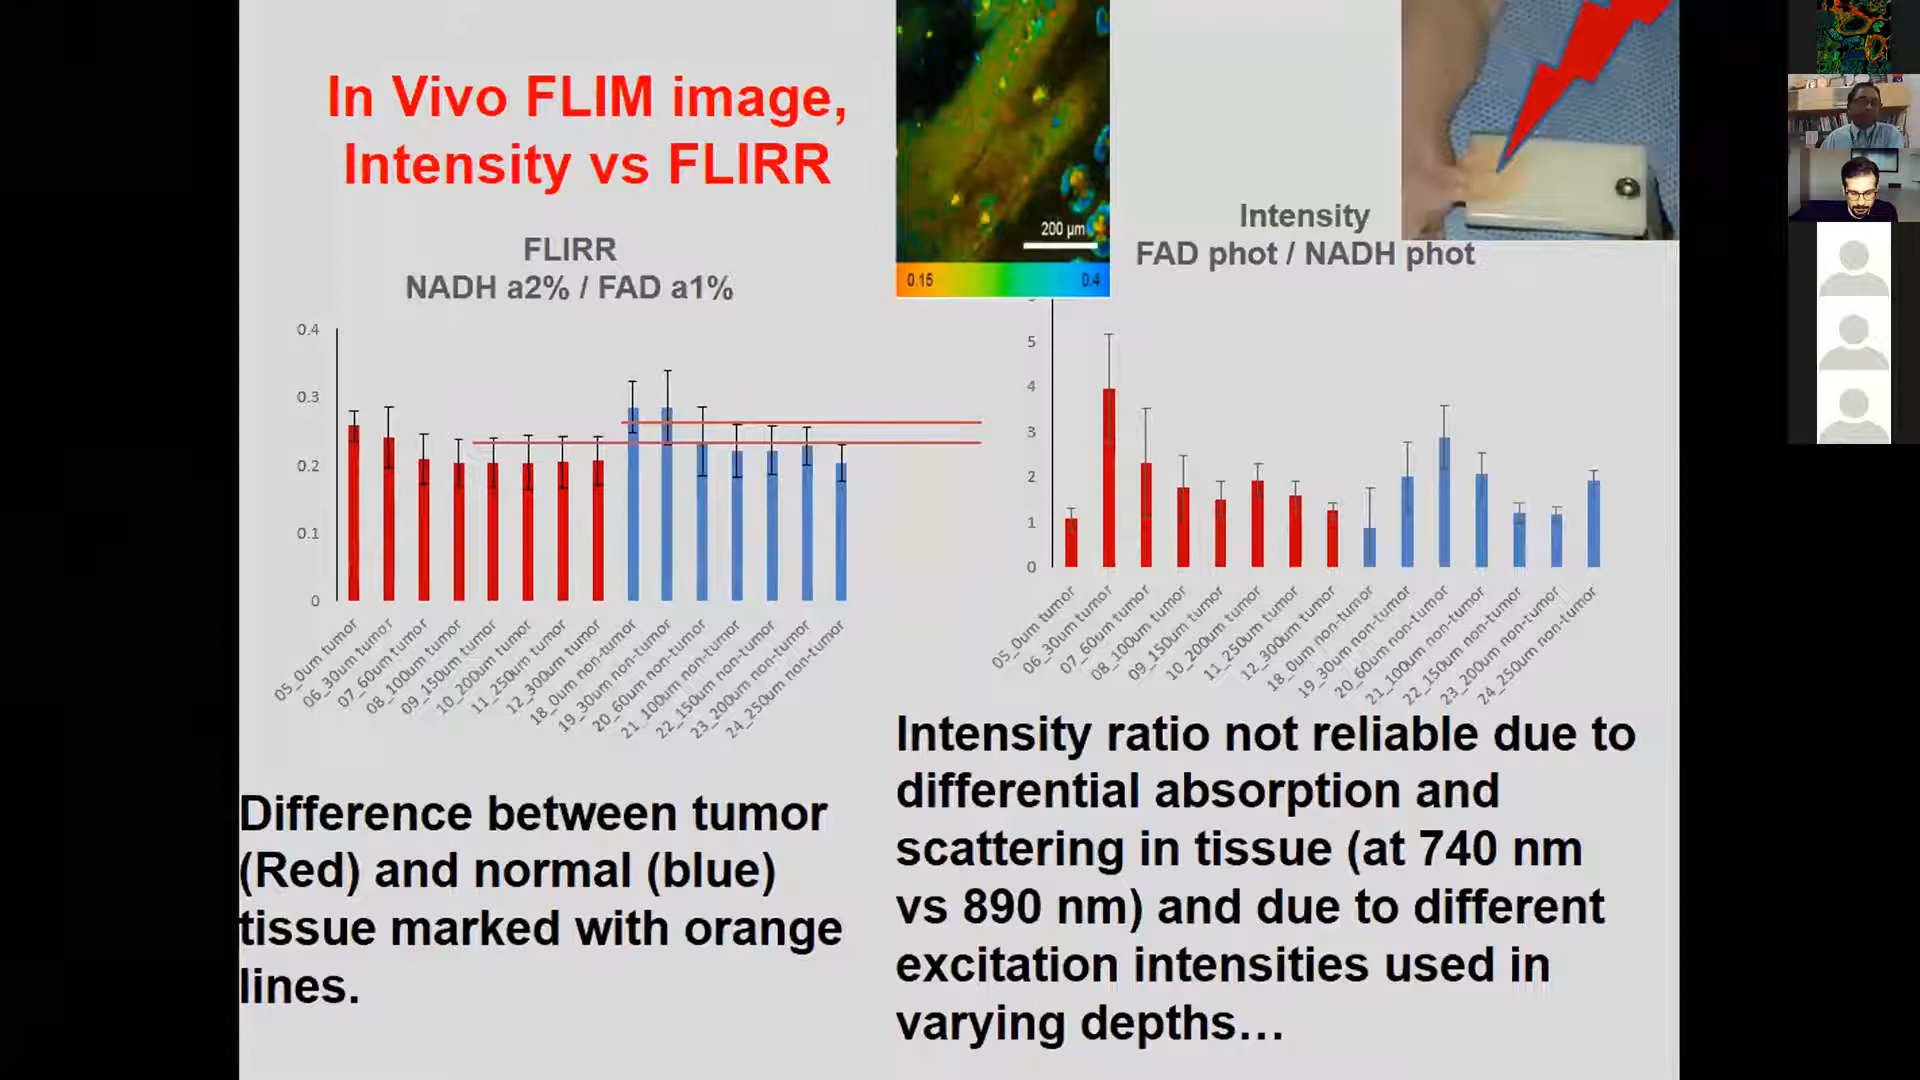 In Vivo FLIM image,
Intensity vs FLIRR
FLIRR
NADH a2% / FAD a1%
0.4
0.3
0.2
0.1
0
05_0um tumor
06_30um tumor
07_60um tumor
08_100um tumor
09_150um tumor
10_200um tumor
11_250um tumor
12_300um tumor
18_0um non-tumor
19_30um non-tumor
20_60um non-tumor
21_100um non-tumor
22_150um non-tumor
23_200um non-tumor
24_250um non-tumor
Difference between tumor
(Red) and normal (blue)
tissue marked with orange
lines.
200 µm
0.15 0.4
Intensity
FAD phot / NADH phot
5
4
3
2
1
0
05_0um tumor
06_30um tumor
07_60um tumor
08_100um tumor
09_150um tumor
10_200um tumor
11_250um tumor
12_300um tumor
18_0um non-tumor
19_30um non-tumor
20_60um non-tumor
21_100um non-tumor
22_150um non-tumor
23_200um non-tumor
24_250um non-tumor
Intensity ratio not reliable due to
differential absorption and
scattering in tissue (at 740 nm
vs 890 nm) and due to different
excitation intensities used in
varying depths…